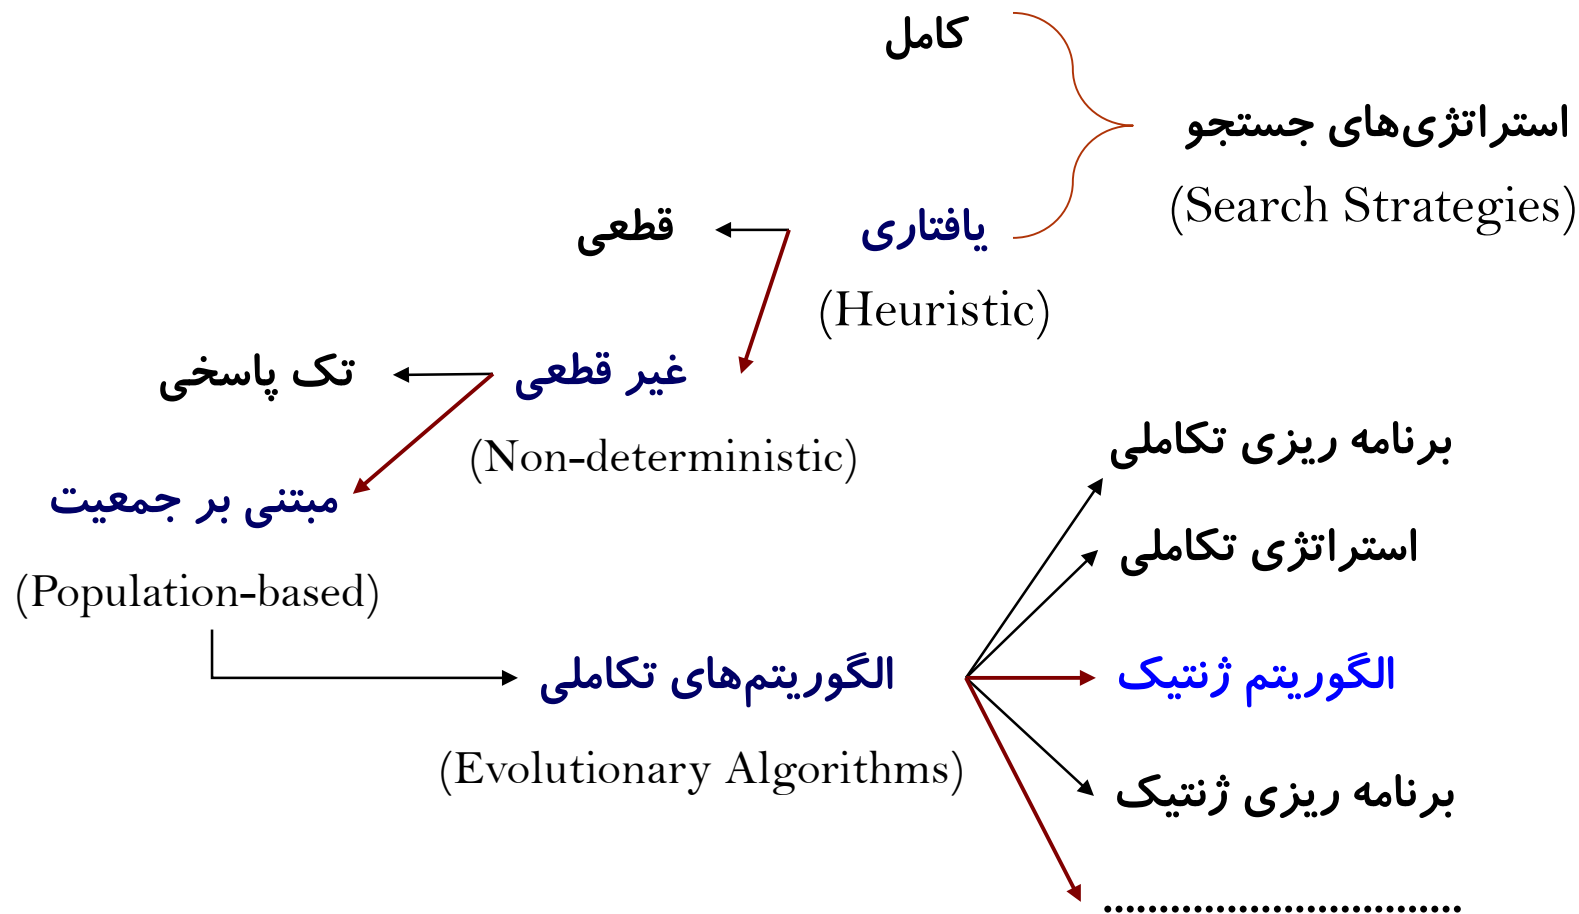 کامل
استراتژی‌های جستجو
(Search Strategies)
یافتاری
قطعی
(Heuristic)
غیر قطعی
تک پاسخی
(Non-deterministic)
مبتنی بر جمعیت
(Population-based)
برنامه ریزی تکاملی
استراتژی تکاملی
الگوریتم‌های تکاملی
الگوریتم ژنتیک
(Evolutionary Algorithms)
برنامه ریزی ژنتیک
................................